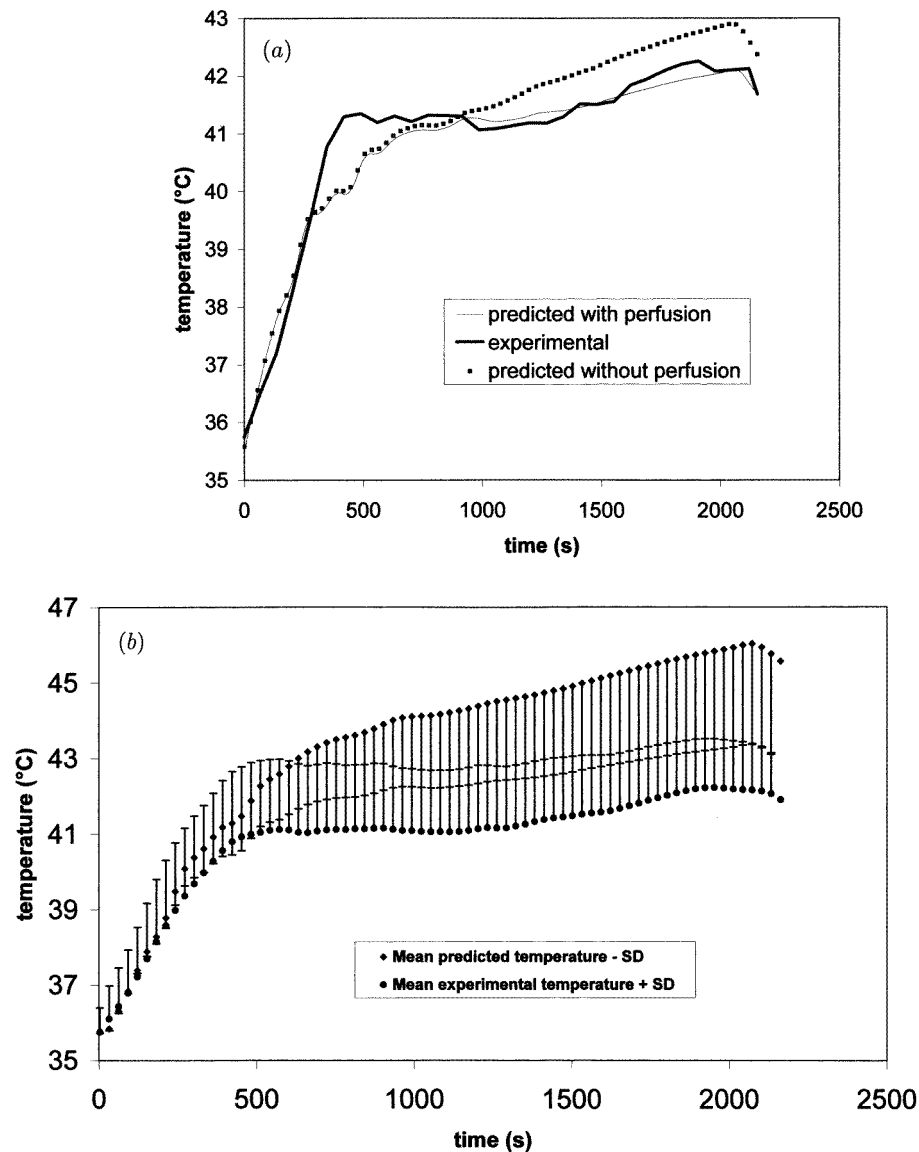 (a)
43
42
41
40
39
38
37
36
35
temperature (°C)
predicted with perfusion
experimental
predicted without perfusion
0 500 1000 1500 2000 2500
time (s)
(b)
47
45
43
41
39
37
35
temperature (°C)
Mean predicted temperature - SD
Mean experimental temperature + SD
0 500 1000 1500 2000 2500
time (s)